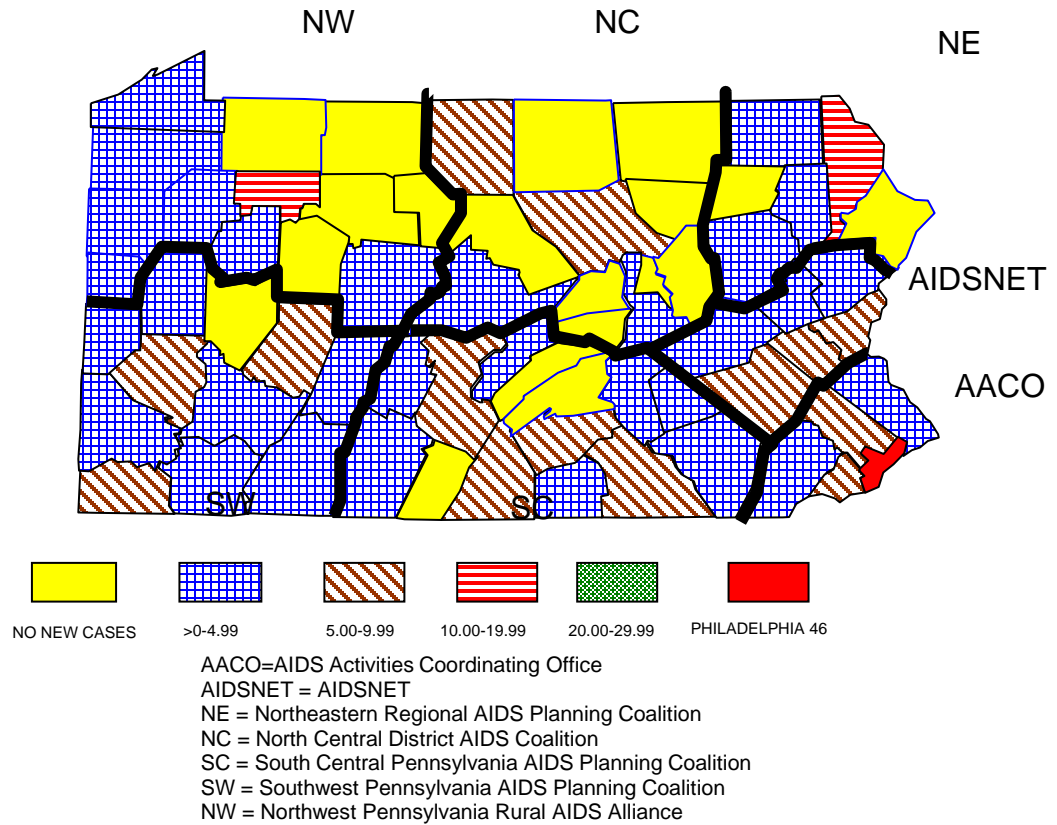 NW NC
NE
AIDSNET
AACO
SW SC
NO NEW CASES >0-4.99 5.00-9.99 10.00-19.99 20.00-29.99 PHILADELPHIA 46
AACO=AIDS Activities Coordinating Office
AIDSNET = AIDSNET
NE = Northeastern Regional AIDS Planning Coalition
NC = North Central District AIDS Coalition
SC = South Central Pennsylvania AIDS Planning Coalition
SW = Southwest Pennsylvania AIDS Planning Coalition
NW = Northwest Pennsylvania Rural AIDS Alliance